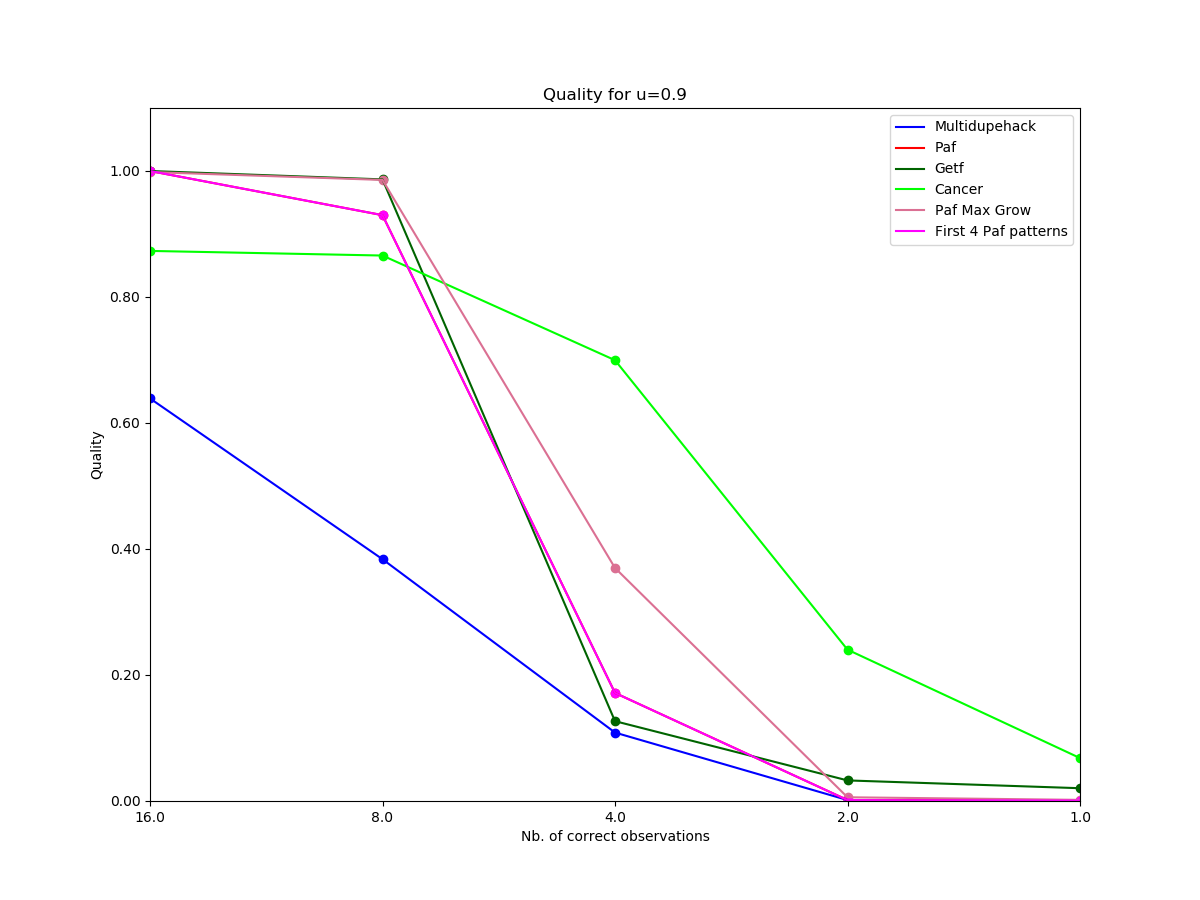 Quality for u=0.9
Multidupehack
Paf
Getf
Cancer
Paf Max Grow
First 4 Paf patterns
1.00
0.80
0.60
0.40
0.20
0.00
Quality
16.0 8.0 4.0 2.0 1.0
Nb. of correct observations